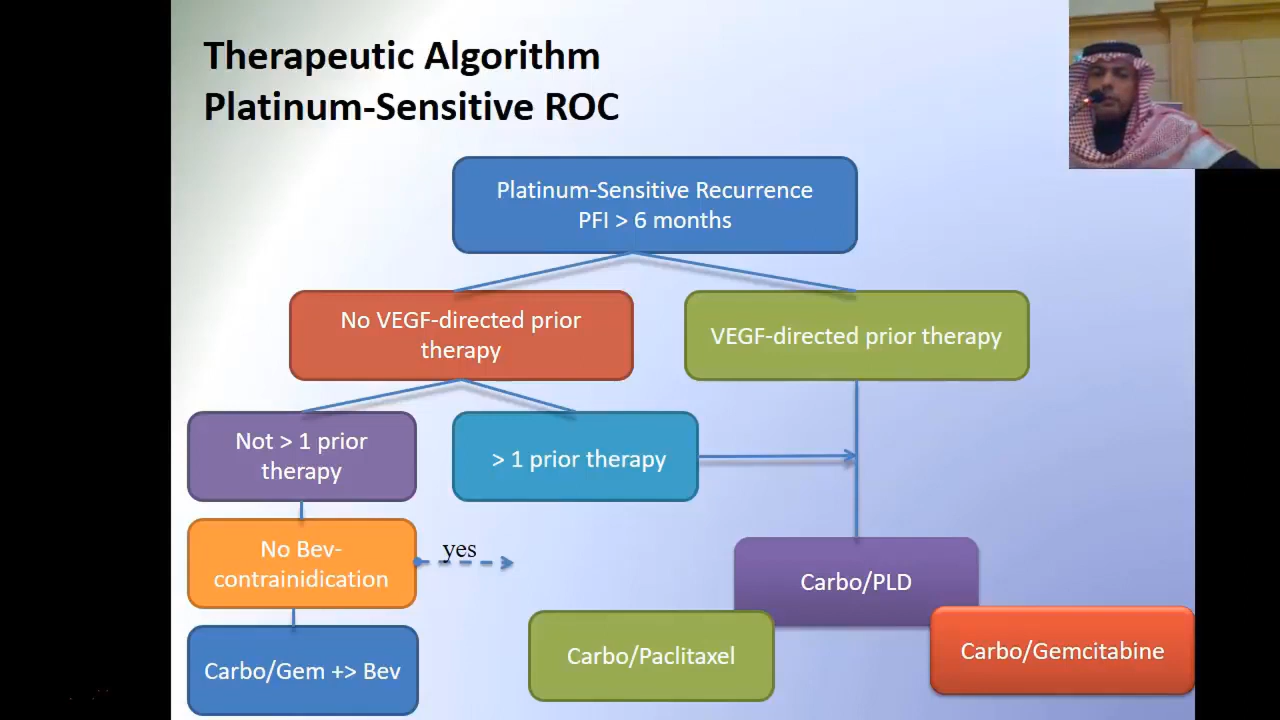 Therapeutic Algorithm
Platinum-Sensitive ROC
Platinum-Sensitive Recurrence
PFI > 6 months
No VEGF-directed prior
therapy
VEGF-directed prior therapy
Not > 1 prior
therapy
> 1 prior therapy
No Bev-
contrainidication
yes
Carbo/PLD
Carbo/Gem +> Bev
Carbo/Paclitaxel
Carbo/Gemcitabine